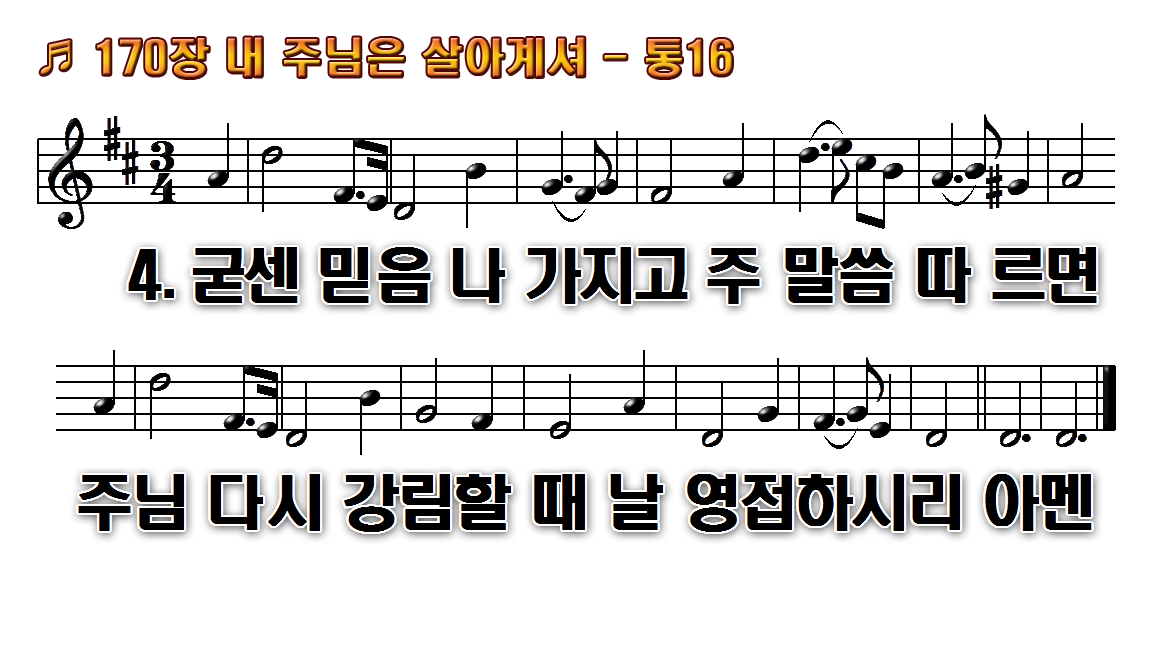 170장 내 주님은 살아계셔 - 통16
3
4
4. 굳센 믿음 나 가지고 주 말씀 따 르면
주님 다시 강림할 때 날 영접하시리 아멘